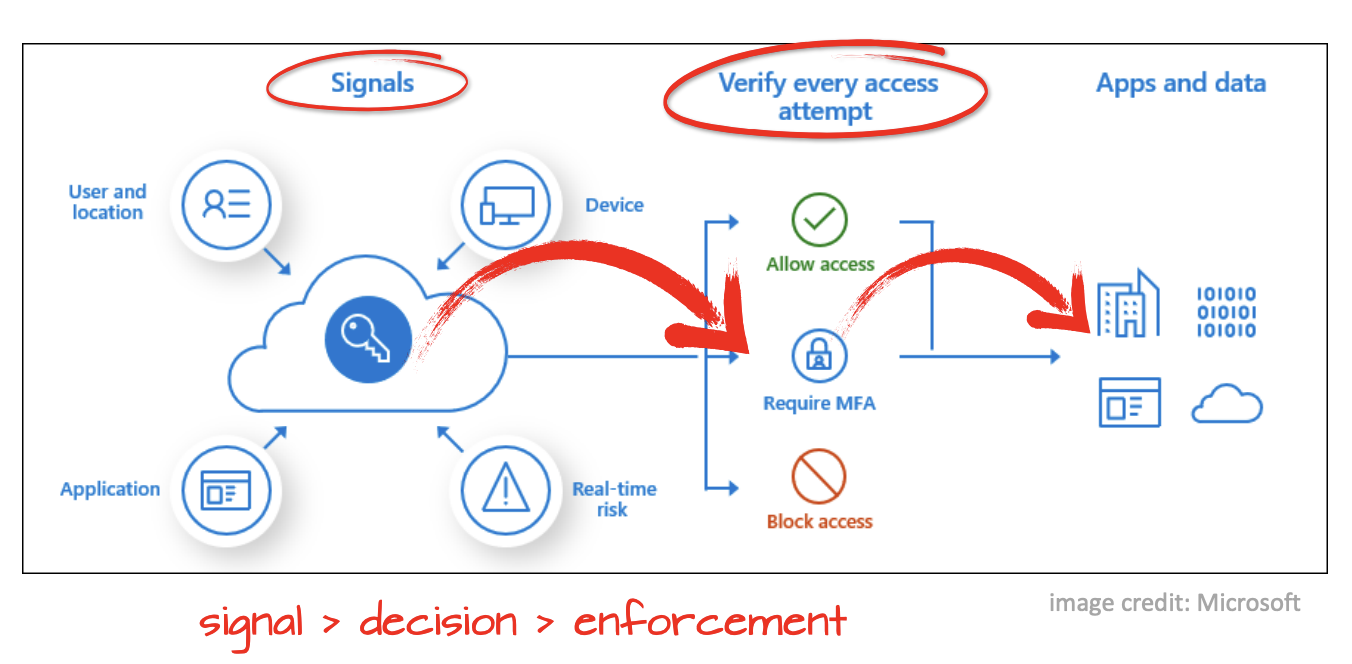 Signals
Verify every access
attempt
Apps and data
User and
location
Device
Allow access
101010
010101
101010
Require MFA
Application
Real-time
risk
Block access
signal > decision > enforcement
image credit: Microsoft